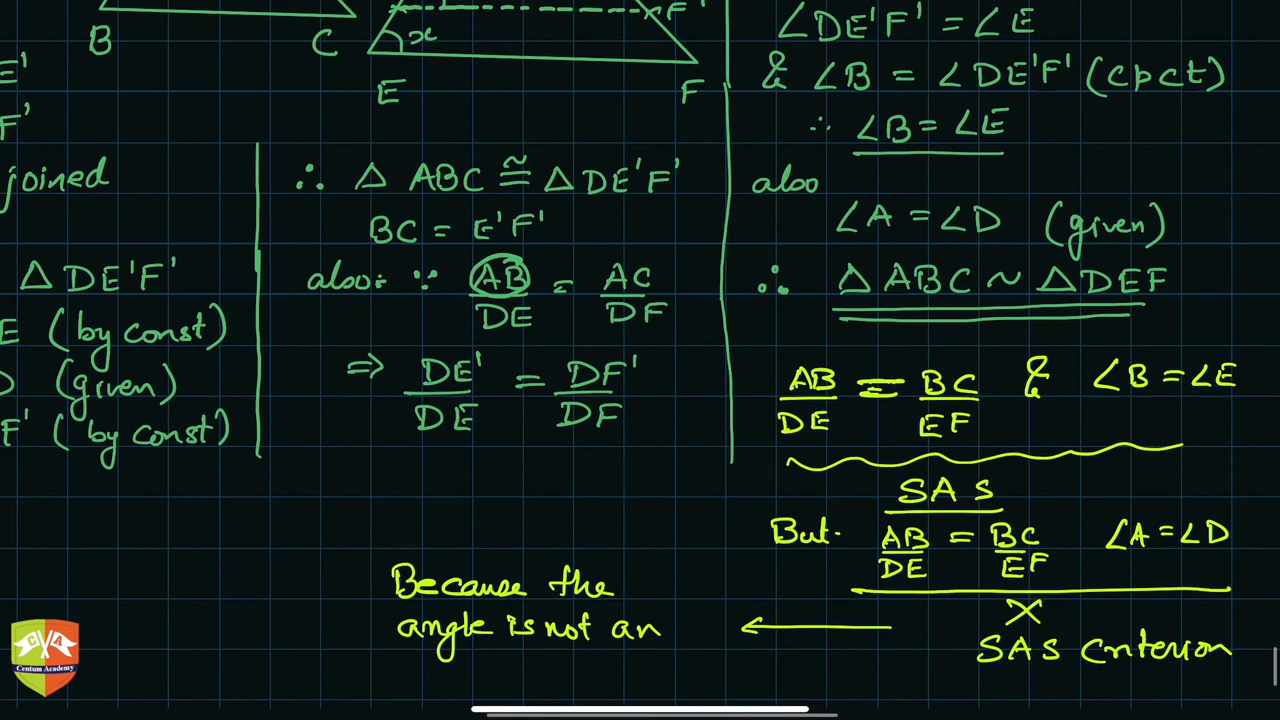 B
C
x
F'
E
F
E'
F'
joined
△ DE'F'
E (by const)
D (given)
F' (by const)
∴ △ ABC ≅ △ DE'F'
BC = E'F'
also: ∵ AB/DE = AC/DF
⇒ DE'/DE = DF'/DF
∠DE'F' = ∠E
& ∠B = ∠DE'F' (cpct)
∴ ∠B = ∠E
also
∠A = ∠D (given)
∴ △ ABC ~ △DEF
AB/DE = BC/EF & ∠B = ∠E
SAS
But AB/DE = BC/EF ∠A = ∠D
X
SAS Criterion
Because the
angle is not an
CA
Centum Academy